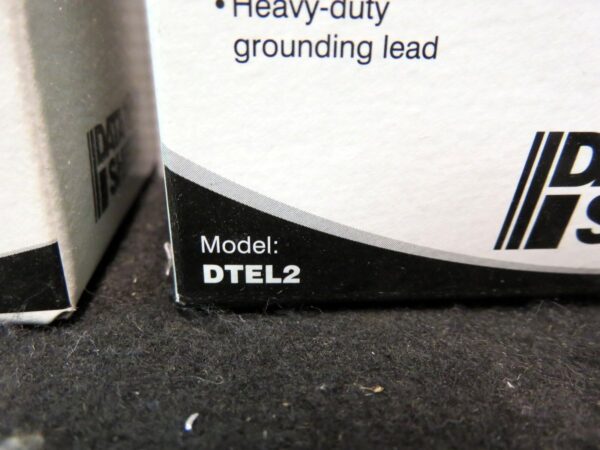 • Heavy-duty
grounding lead
Model:
DTEL2